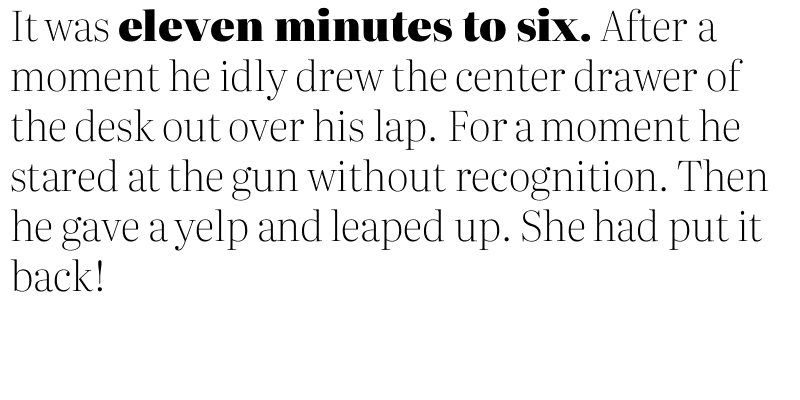 It was eleven minutes to six. After a
moment he idly drew the center drawer of
the desk out over his lap. For a moment he
stared at the gun without recognition. Then
he gave a yelp and leaped up. She had put it
back!